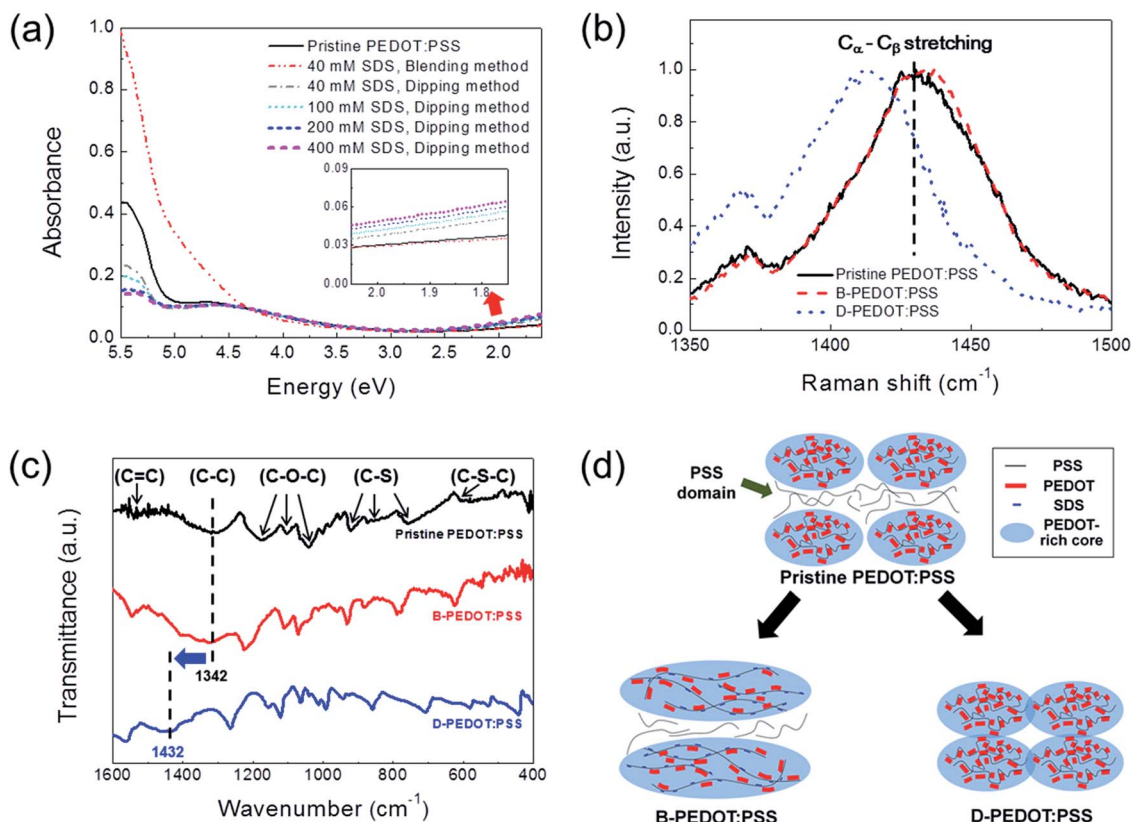 (a)
Absorbance
1.0
0.8
0.6
0.4
0.2
0.0
5.5 5.0 4.5 4.0 3.5 3.0 2.5 2.0
Energy (eV)
Pristine PEDOT:PSS
40 mM SDS, Blending method
40 mM SDS, Dipping method
100 mM SDS, Dipping method
200 mM SDS, Dipping method
400 mM SDS, Dipping method
0.09
0.06
0.03
0.00
2.0 1.9 1.8
(b)
Cα - Cβ stretching
Intensity (a.u.)
1.0
0.8
0.6
0.4
0.2
0.0
1350 1400 1450 1500
Raman shift (cm⁻¹)
Pristine PEDOT:PSS
B-PEDOT:PSS
D-PEDOT:PSS
(c)
(C=C) (C-C) (C-O-C) (C-S) (C-S-C)
Pristine PEDOT:PSS
B-PEDOT:PSS
1342
D-PEDOT:PSS
1432
Transmittance (a.u.)
1600 1400 1200 1000 800 600 400
Wavenumber (cm⁻¹)
(d)
PSS
domain
Pristine PEDOT:PSS
PSS
PEDOT
SDS
PEDOT-
rich core
B-PEDOT:PSS
D-PEDOT:PSS